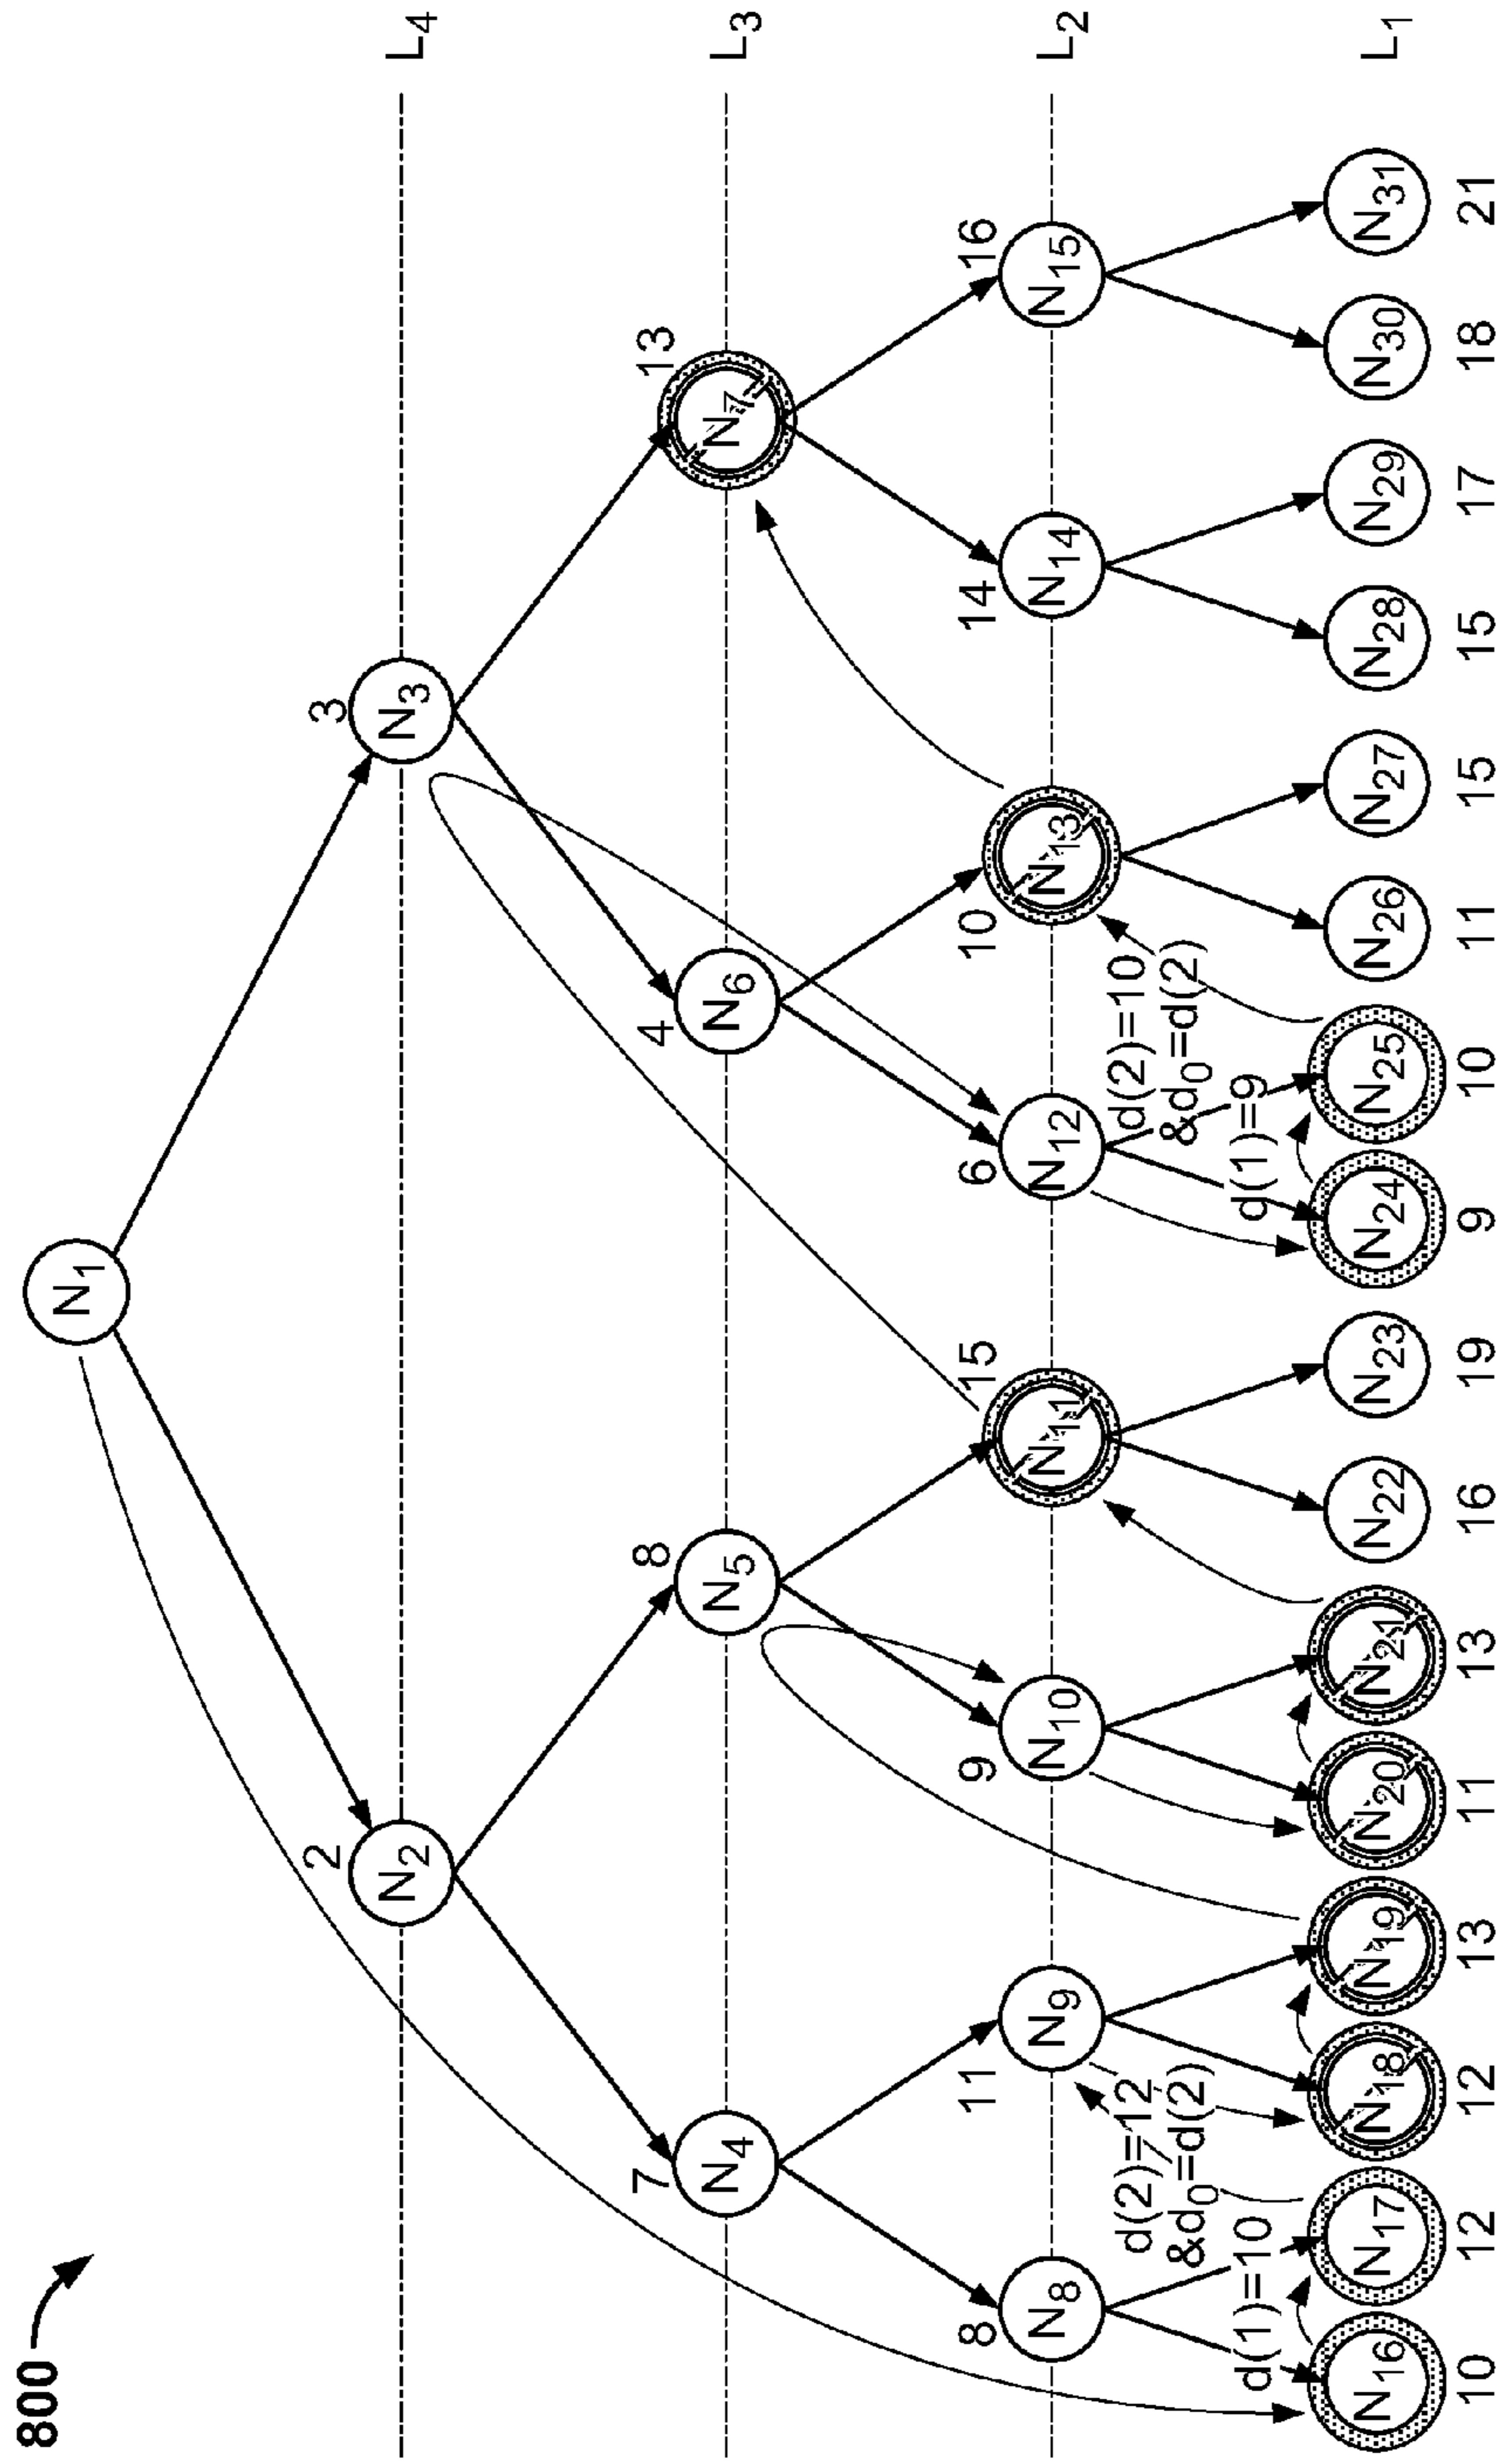 800
N1
L4
2
N2
3
N3
L3
7
N4
8
N5
4
N6
13
N7
L2
8
N8
11
N9
9
N10
15
N11
6
N12
10
N13
14
N14
16
N15
d(2)=12
&d0=d(2)
d(1)=10
d(2)=10
&d0=d(2)
d(1)=9
L1
N16
N17
N18
N19
N20
N21
N22
N23
N24
N25
N26
N27
N28
N29
N30
N31
10
12
12
13
11
13
16
19
9
10
11
15
15
17
18
21